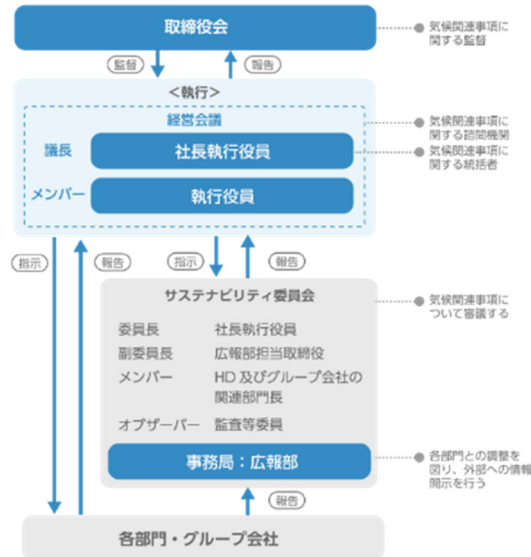 取締役会
気候関連事項に
関する監督
監督
報告
<執行>
経営会議
気候関連事項に
関する諮問機関
議長
社長執行役員
気候関連事項に
関する統括者
メンバー
執行役員
指示
報告
指示
報告
サステナビリティ委員会
気候関連事項に
ついて審議する
委員長 社長執行役員
副委員長 広報部担当取締役
メンバー HD 及びグループ会社の
関連部門長
オブザーバー 監査等委員
事務局:広報部
各部門との調整を
図り、外部への情報
開示を行う
報告
各部門・グループ会社